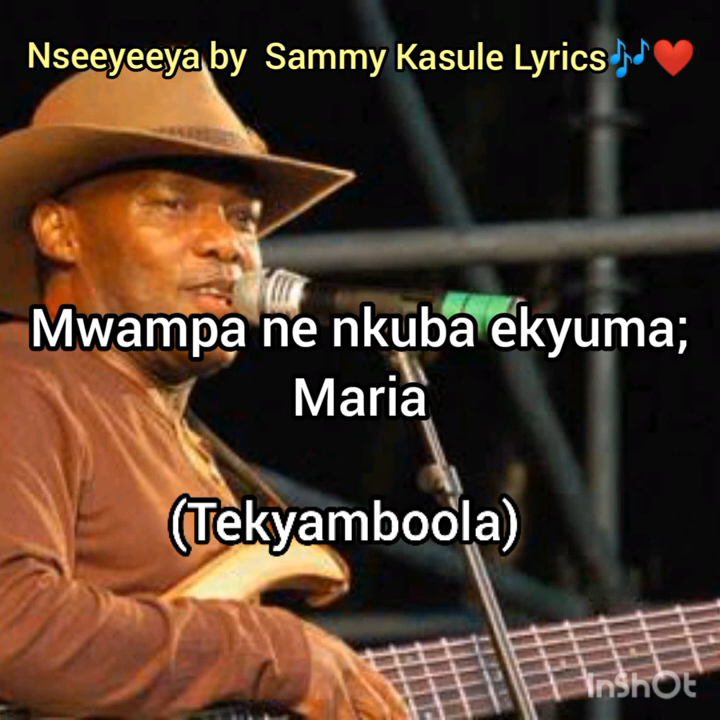 Nseeyeeya by Sammy Kasule Lyrics🎶❤️
Mwampa ne nkuba ekyuma;
Maria
(Tekyamboola)
InShOt